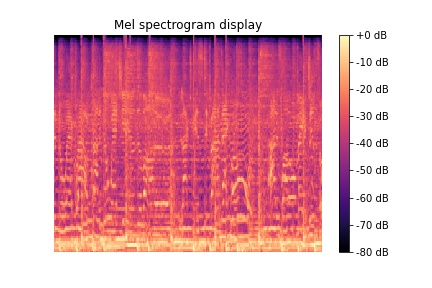 Mel spectrogram display
+0 dB
-10 dB
-20 dB
-30 dB
-40 dB
-50 dB
-60 dB
-70 dB
-80 dB